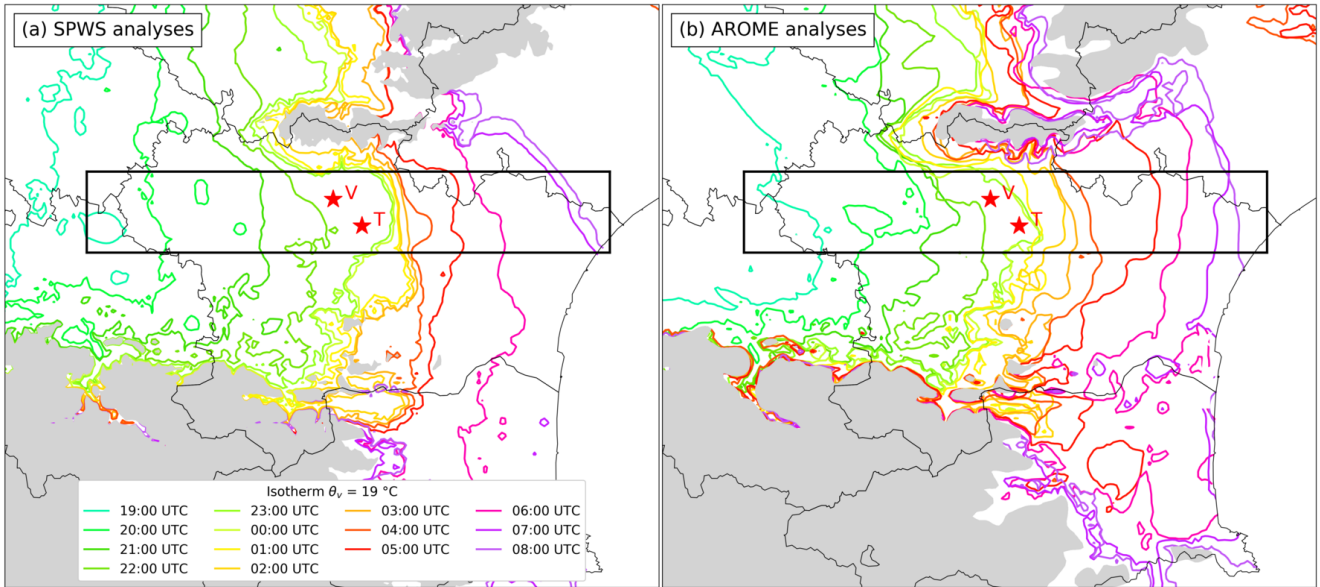 (a) SPWS analyses
(b) AROME analyses
V
T
V
T
Isotherm θv = 19 °C
19:00 UTC
20:00 UTC
21:00 UTC
22:00 UTC
23:00 UTC
00:00 UTC
01:00 UTC
02:00 UTC
03:00 UTC
04:00 UTC
05:00 UTC
06:00 UTC
07:00 UTC
08:00 UTC